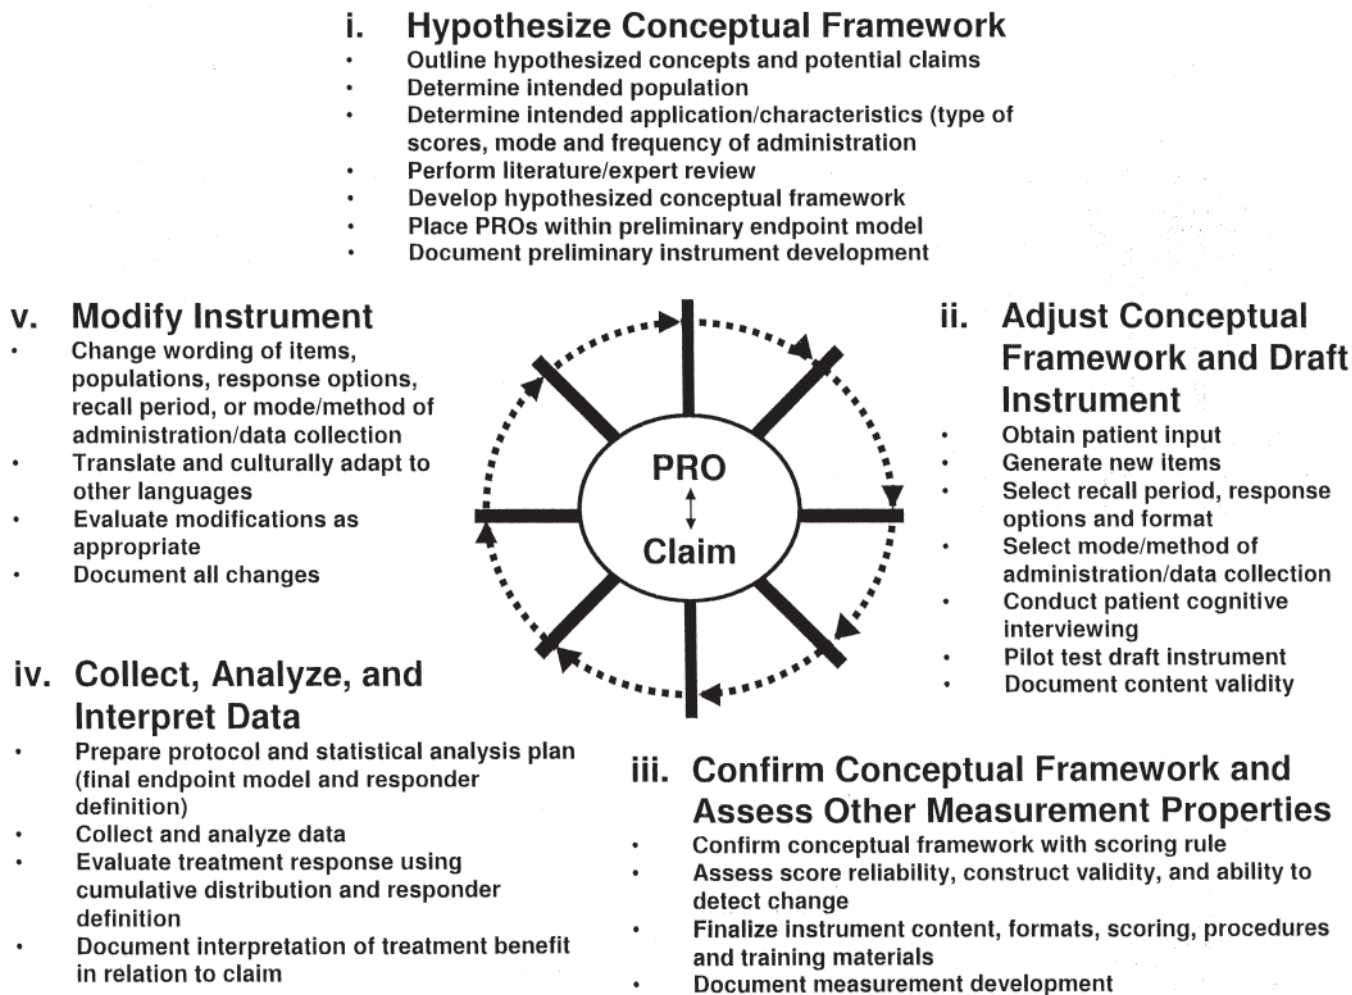 i. Hypothesize Conceptual Framework
• Outline hypothesized concepts and potential claims
• Determine intended population
• Determine intended application/characteristics (type of
scores, mode and frequency of administration
• Perform literature/expert review
• Develop hypothesized conceptual framework
• Place PROs within preliminary endpoint model
• Document preliminary instrument development
ii. Adjust Conceptual
Framework and Draft
Instrument
• Obtain patient input
• Generate new items
• Select recall period, response
options and format
• Select mode/method of
administration/data collection
• Conduct patient cognitive
interviewing
• Pilot test draft instrument
• Document content validity
iii. Confirm Conceptual Framework and
Assess Other Measurement Properties
• Confirm conceptual framework with scoring rule
• Assess score reliability, construct validity, and ability to
detect change
• Finalize instrument content, formats, scoring, procedures
and training materials
• Document measurement development
iv. Collect, Analyze, and
Interpret Data
• Prepare protocol and statistical analysis plan
(final endpoint model and responder
definition)
• Collect and analyze data
• Evaluate treatment response using
cumulative distribution and responder
definition
• Document interpretation of treatment benefit
in relation to claim
v. Modify Instrument
• Change wording of items,
populations, response options,
recall period, or mode/method of
administration/data collection
• Translate and culturally adapt to
other languages
• Evaluate modifications as
appropriate
• Document all changes
PRO
Claim